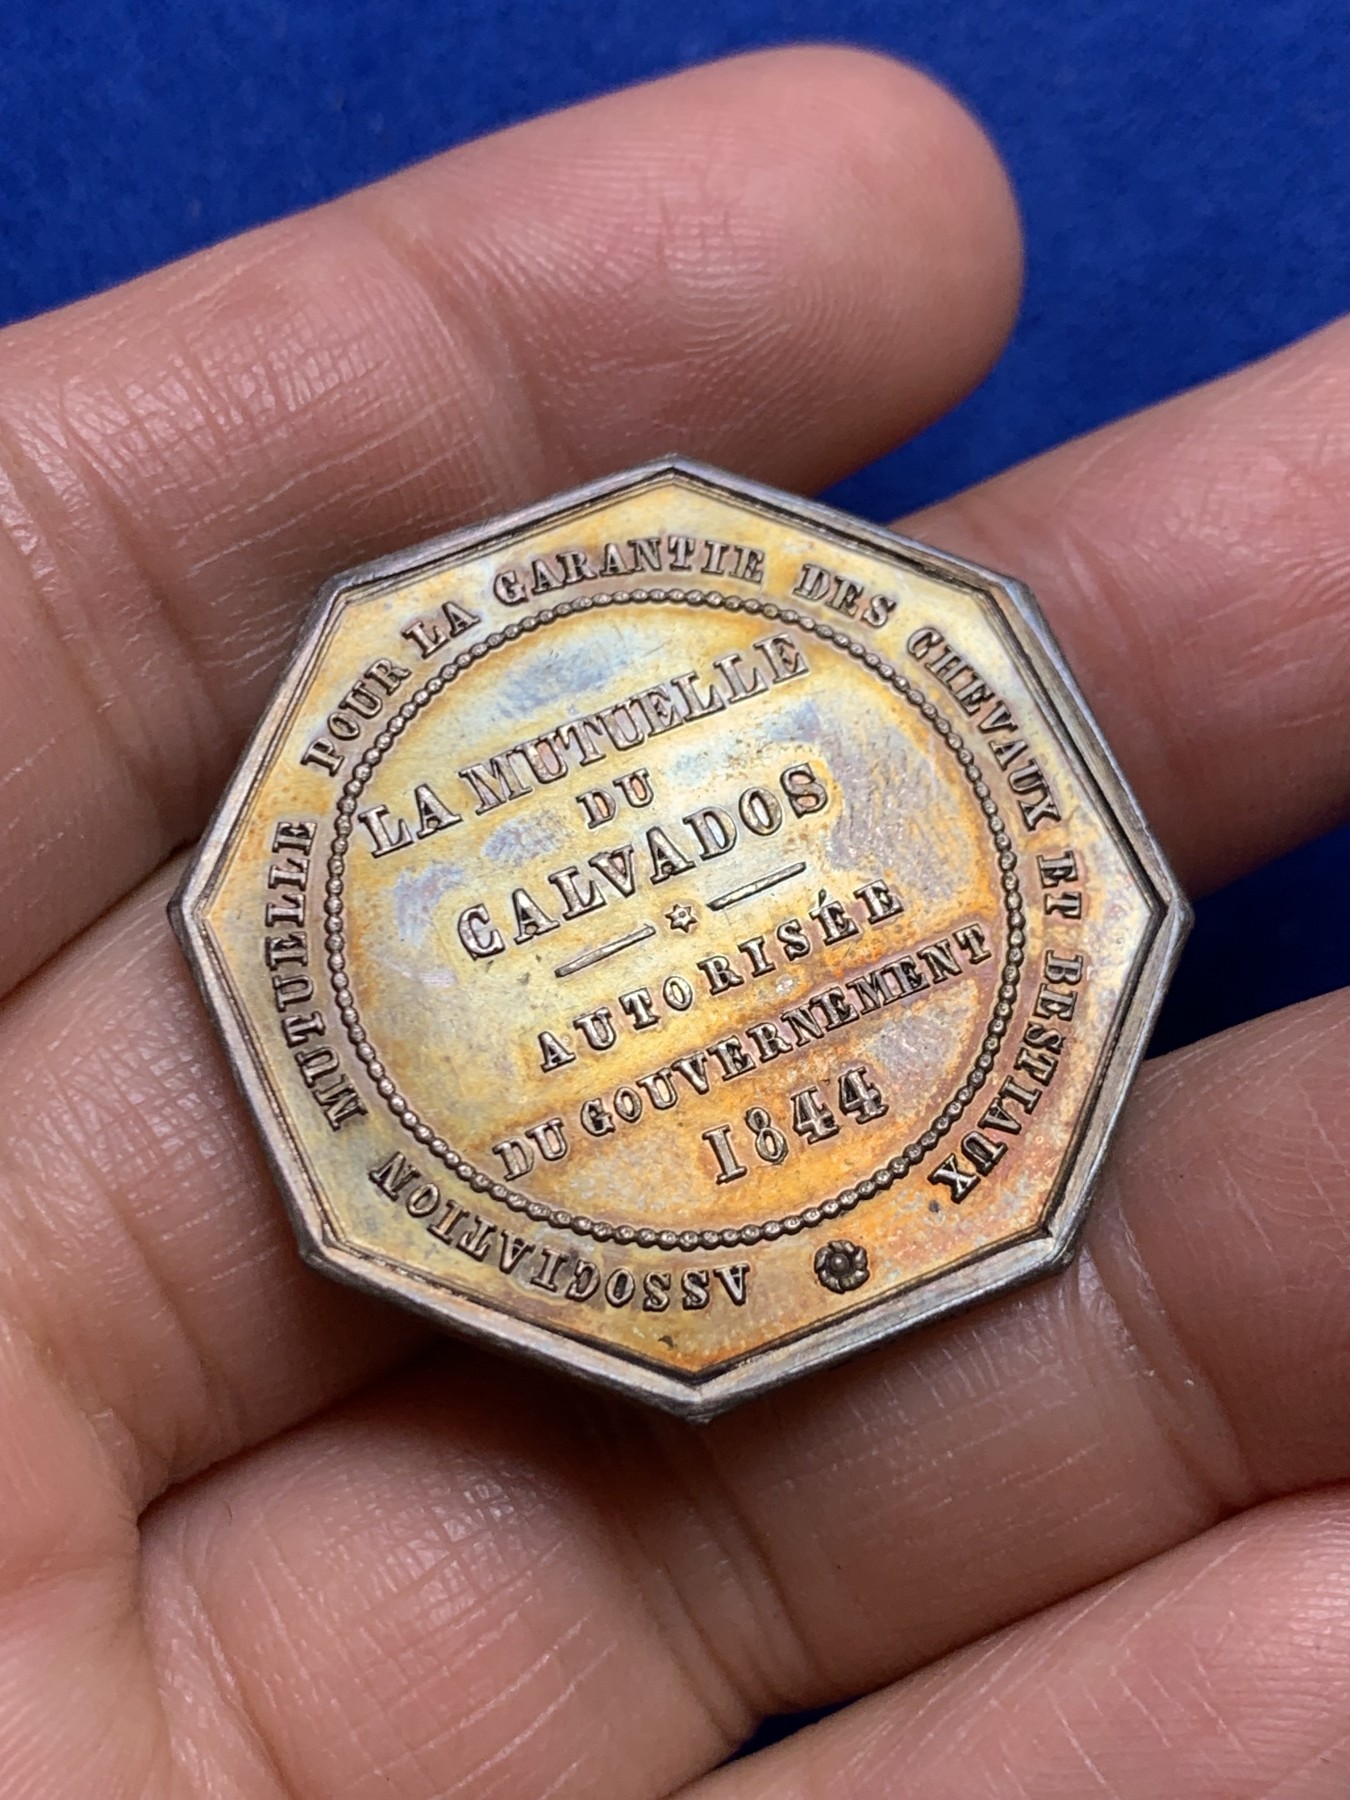 ASSOCIATION MUTUELLE POUR LA GARANTIE DES CHEVAUX ET BESTIAUX
LA MUTUELLE
DU
CALVADOS
AUTORISÉE
DU GOUVERNEMENT
1844